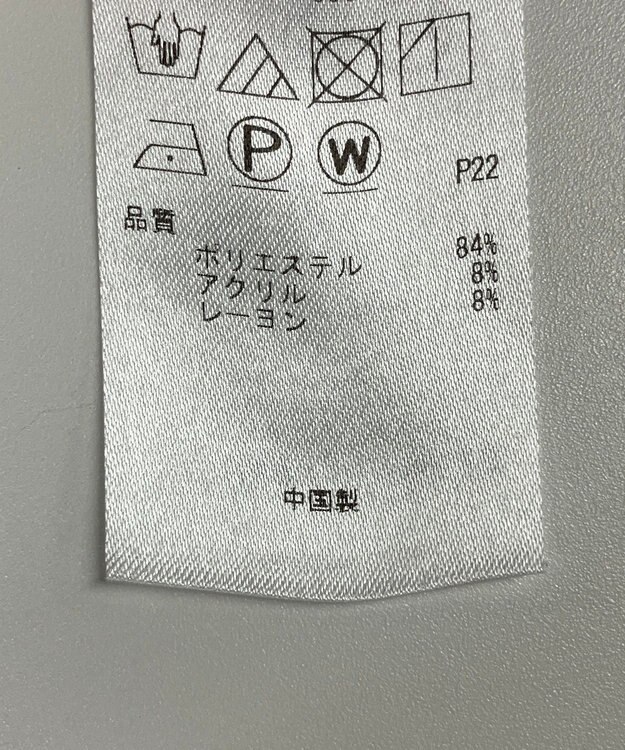 P W
P22
品質
ポリエステル 84%
アクリル 8%
レーヨン 8%
中国製